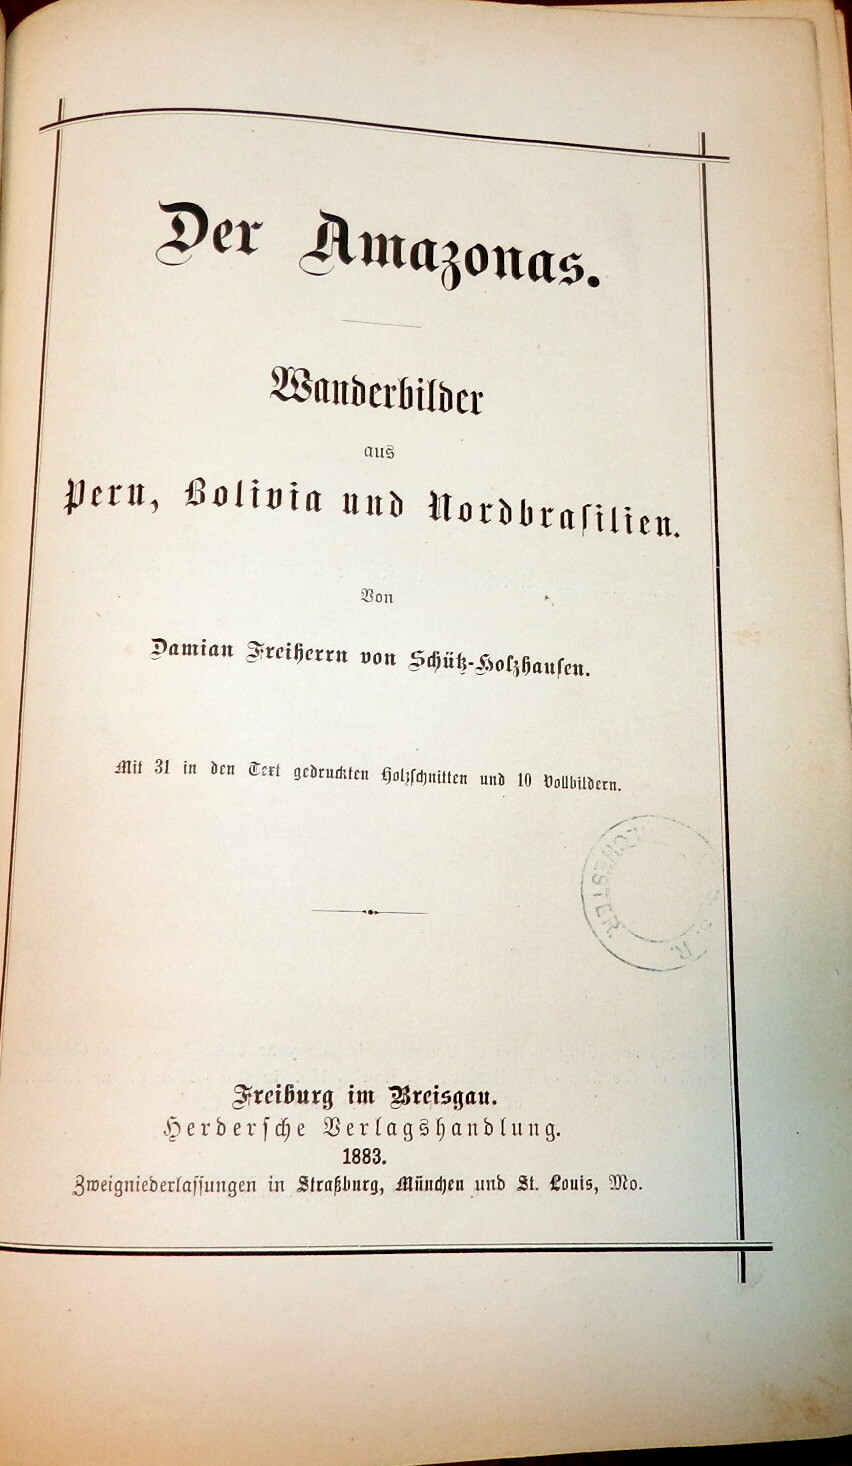 Der Amazonas.
Wanderbilder
aus
Peru, Bolivia und Nordbrasilien.
Von
Damian Freiherrn von Schütz-Holzhausen.
Mit 31 in den Text gedruckten Holzschnitten und 10 Vollbildern.
Freiburg im Breisgau.
Herdersche Verlagshandlung.
1883.
Zweigniederlassungen in Straßburg, München und St. Louis, Mo.